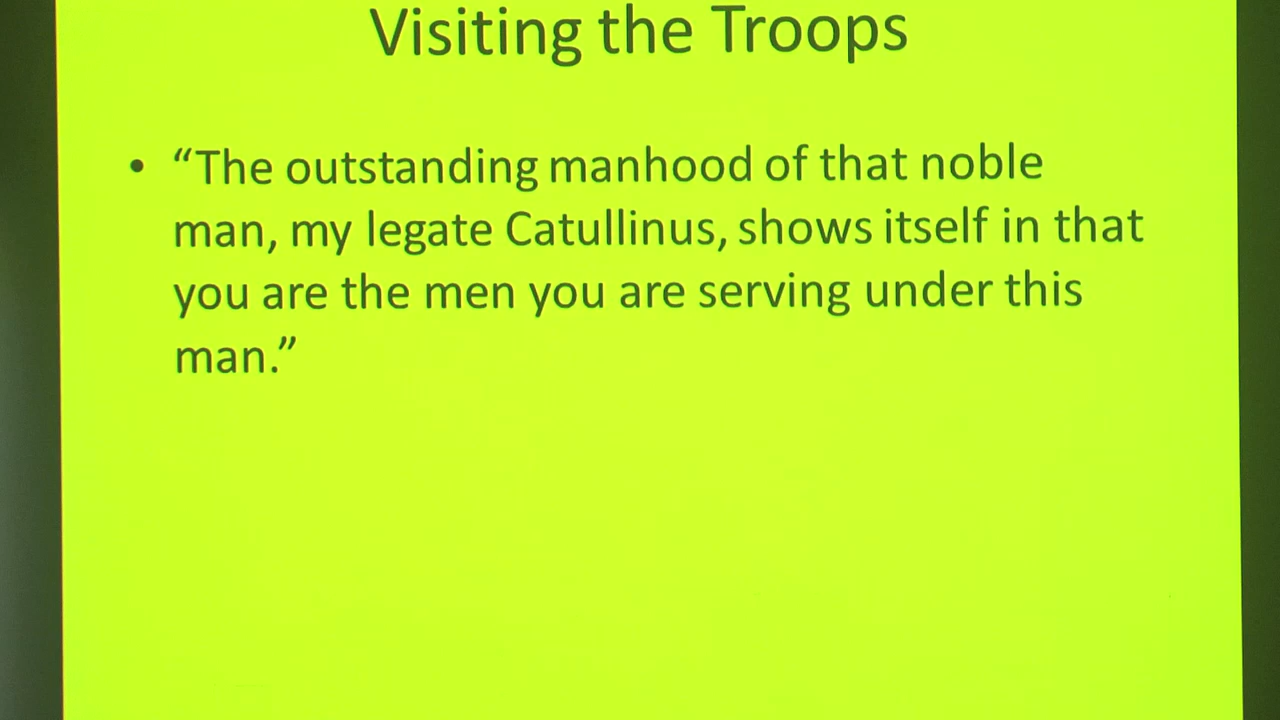 Visiting the Troops
• “The outstanding manhood of that noble
man, my legate Catullinus, shows itself in that
you are the men you are serving under this
man.”